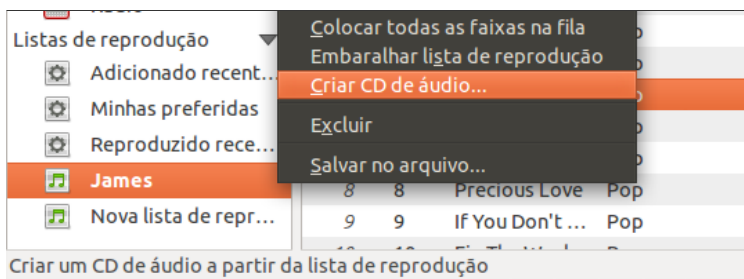 Colocar todas as faixas na fila
Listas de reprodução
Embaralhar lista de reprodução
Adicionado recent...
Criar CD de áudio...
Minhas preferidas
Excluir
Reproduzido rece...
Salvar no arquivo...
James
8 8 Precious Love Pop
Nova lista de repr...
9 9 If You Don't ... Pop
Criar um CD de áudio a partir da lista de reprodução